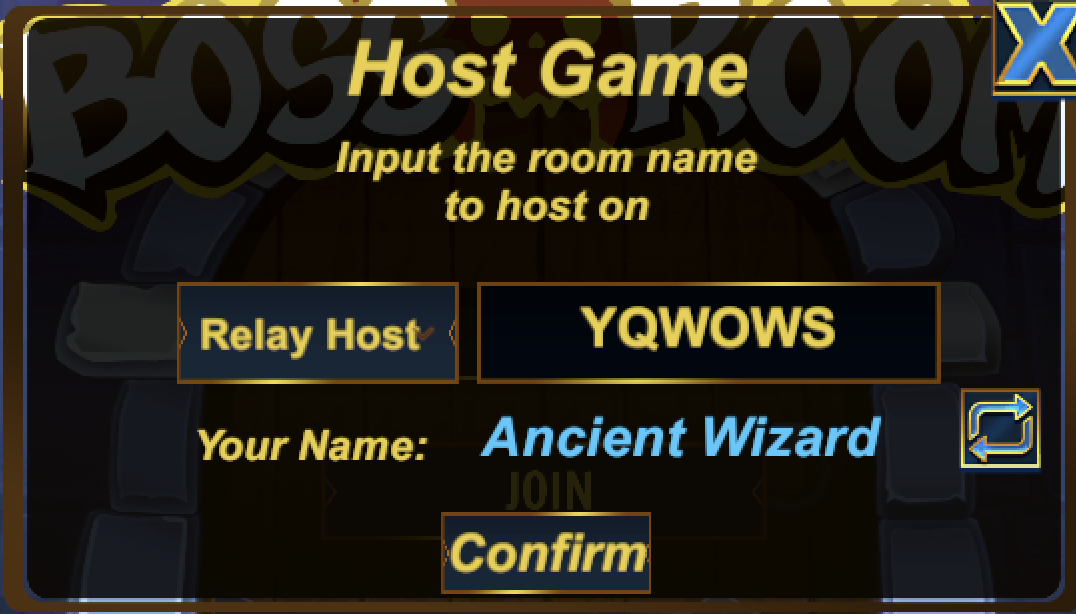 BOSS ROOM
Host Game
Input the room name
to host on
Relay Host
YQWOWS
Your Name:
Ancient Wizard
JOIN
Confirm